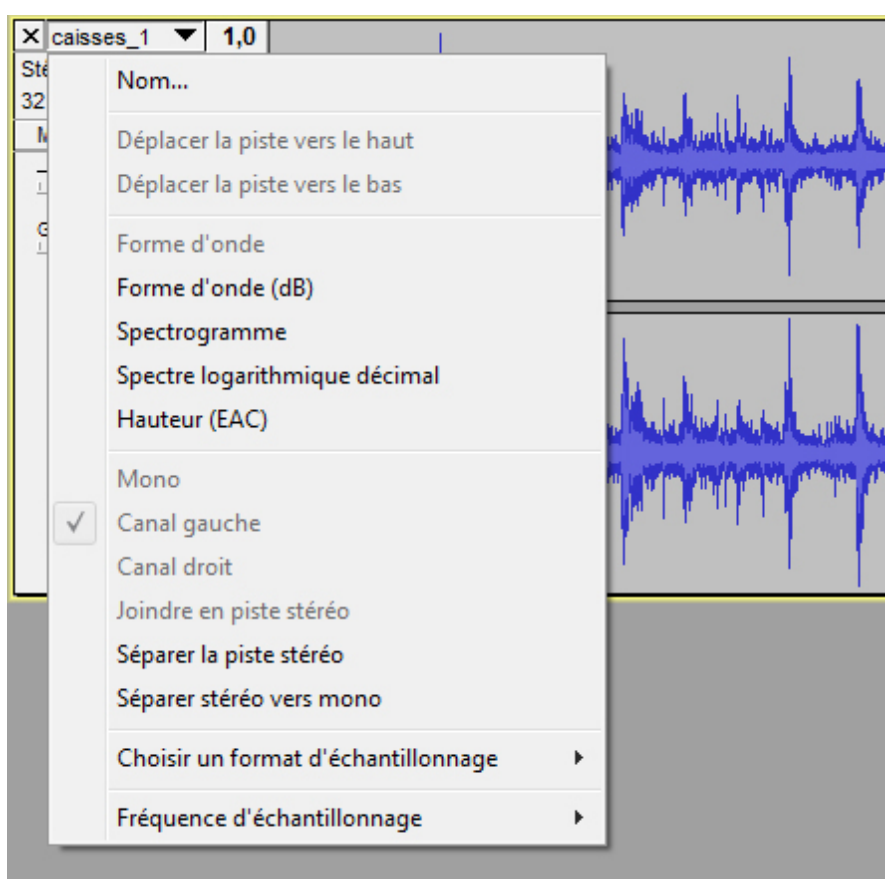 caisses_1 1,0
Sté
32
Nom...
Déplacer la piste vers le haut
Déplacer la piste vers le bas
G
Forme d'onde
Forme d'onde (dB)
Spectrogramme
Spectre logarithmique décimal
Hauteur (EAC)
Mono
Canal gauche
Canal droit
Joindre en piste stéréo
Séparer la piste stéréo
Séparer stéréo vers mono
Choisir un format d'échantillonnage
Fréquence d'échantillonnage